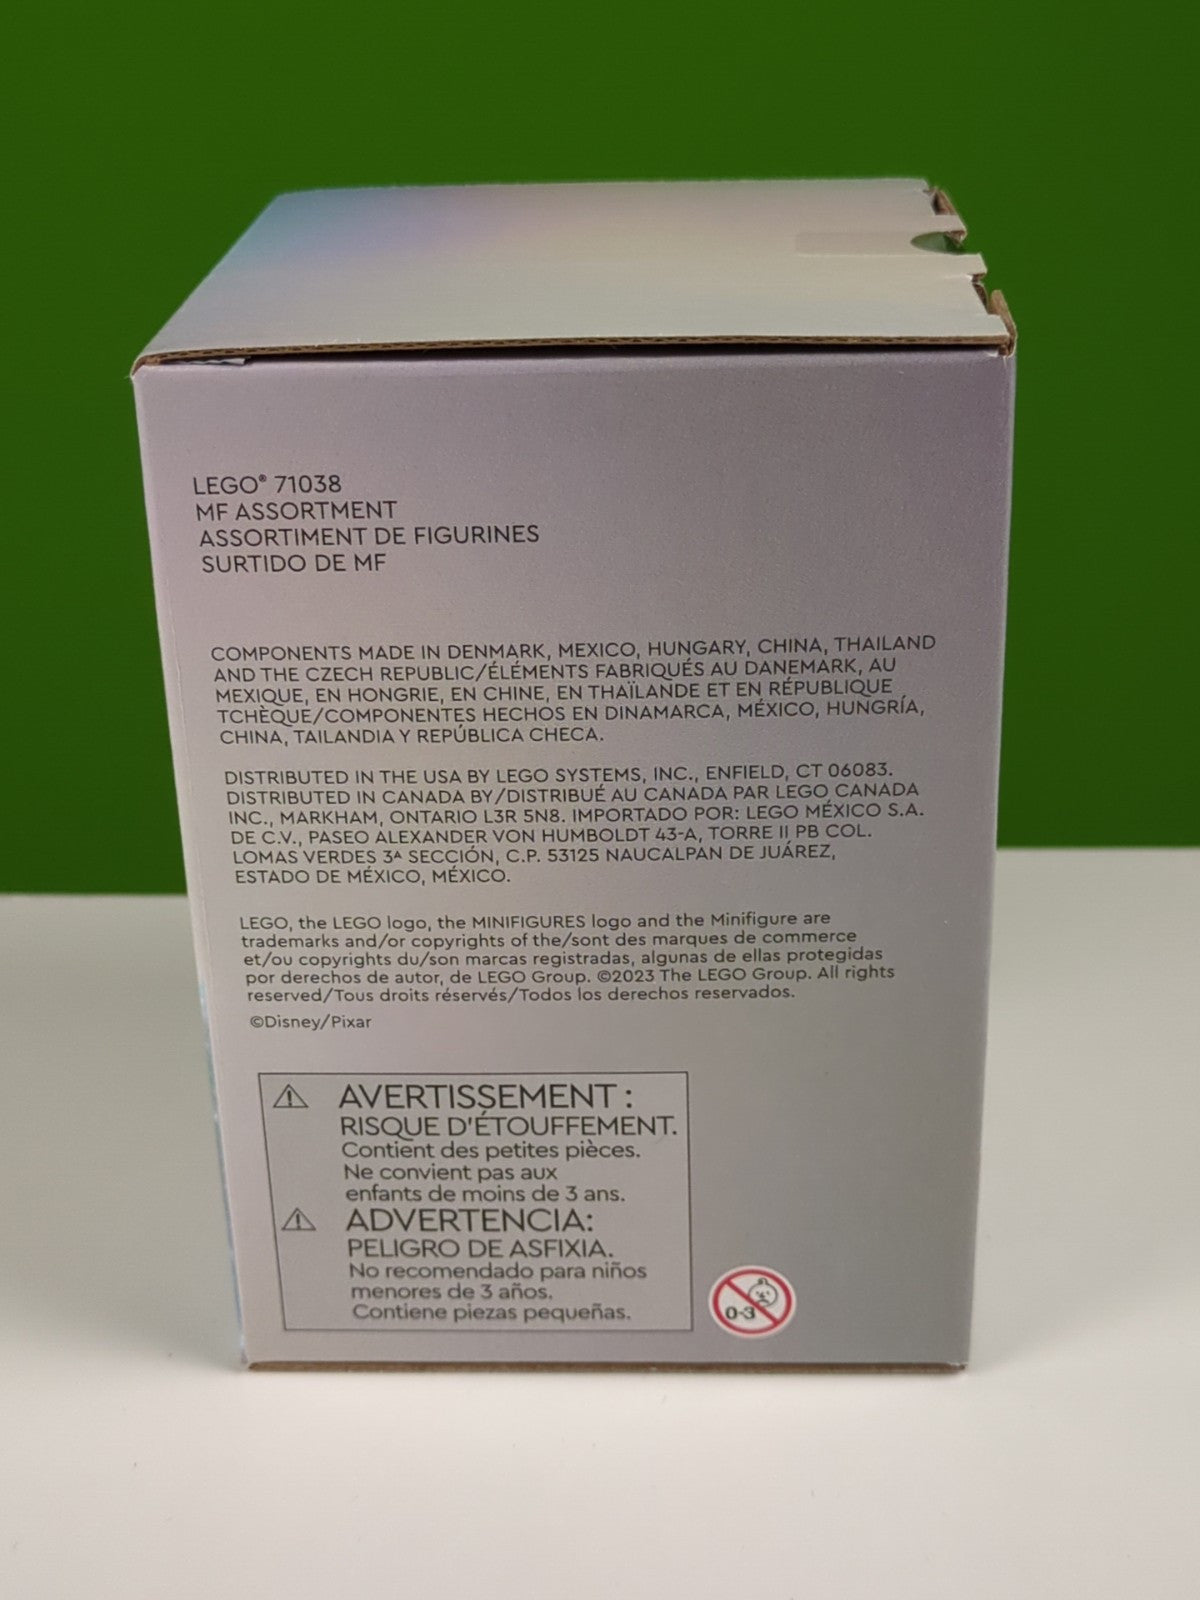 LEGO® 71038
MF ASSORTMENT
ASSORTIMENT DE FIGURINES
SURTIDO DE MF
COMPONENTS MADE IN DENMARK, MEXICO, HUNGARY, CHINA, THAILAND
AND THE CZECH REPUBLIC/ÉLÉMENTS FABRIQUÉS AU DANEMARK, AU
MEXIQUE, EN HONGRIE, EN CHINE, EN THAÏLANDE ET EN RÉPUBLIQUE
TCHÈQUE/COMPONENTES HECHOS EN DINAMARCA, MÉXICO, HUNGRÍA,
CHINA, TAILANDIA Y REPÚBLICA CHECA.
DISTRIBUTED IN THE USA BY LEGO SYSTEMS, INC., ENFIELD, CT 06083.
DISTRIBUTED IN CANADA BY/DISTRIBUÉ AU CANADA PAR LEGO CANADA
INC., MARKHAM, ONTARIO L3R 5N8. IMPORTADO POR: LEGO MÉXICO S.A.
DE C.V., PASEO ALEXANDER VON HUMBOLDT 43-A, TORRE II PB COL.
LOMAS VERDES 3ᴬ SECCIÓN, C.P. 53125 NAUCALPAN DE JUÁREZ,
ESTADO DE MÉXICO, MÉXICO.
LEGO, the LEGO logo, the MINIFIGURES logo and the Minifigure are
trademarks and/or copyrights of the/sont des marques de commerce
et/ou copyrights du/son marcas registradas, algunas de ellas protegidas
por derechos de autor, de LEGO Group. ©2023 The LEGO Group. All rights
reserved/Tous droits réservés/Todos los derechos reservados.
©Disney/Pixar
AVERTISSEMENT :
RISQUE D'ÉTOUFFEMENT.
Contient des petites pièces.
Ne convient pas aux
enfants de moins de 3 ans.
ADVERTENCIA:
PELIGRO DE ASFIXIA.
No recomendado para niños
menores de 3 años.
Contiene piezas pequeñas.
0-3